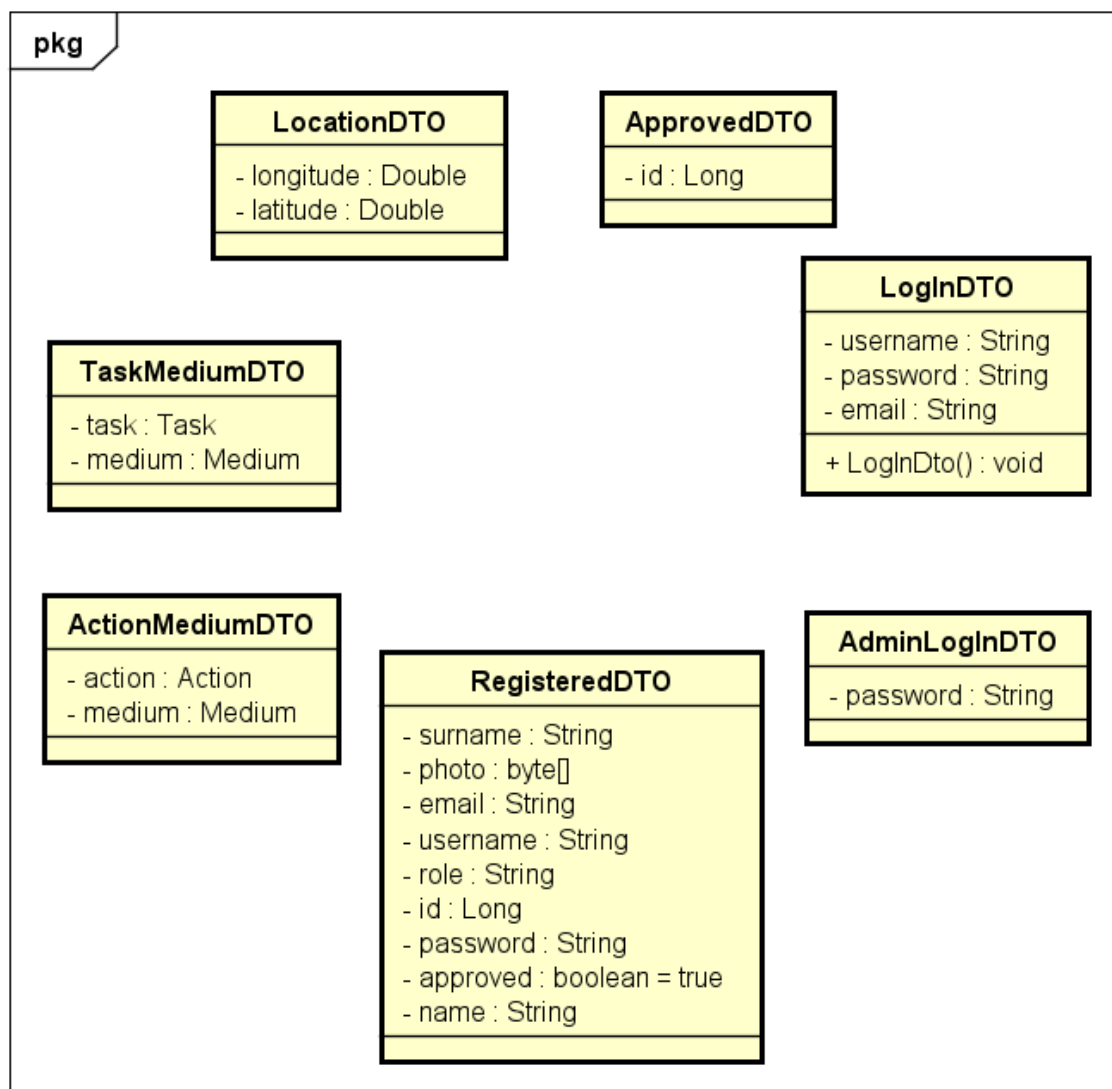 pkg
LocationDTO
- longitude : Double
- latitude : Double
ApprovedDTO
- id : Long
LogInDTO
- username : String
- password : String
- email : String
+ LogInDto() : void
TaskMediumDTO
- task : Task
- medium : Medium
ActionMediumDTO
- action : Action
- medium : Medium
RegisteredDTO
- surname : String
- photo : byte[]
- email : String
- username : String
- role : String
- id : Long
- password : String
- approved : boolean = true
- name : String
AdminLogInDTO
- password : String